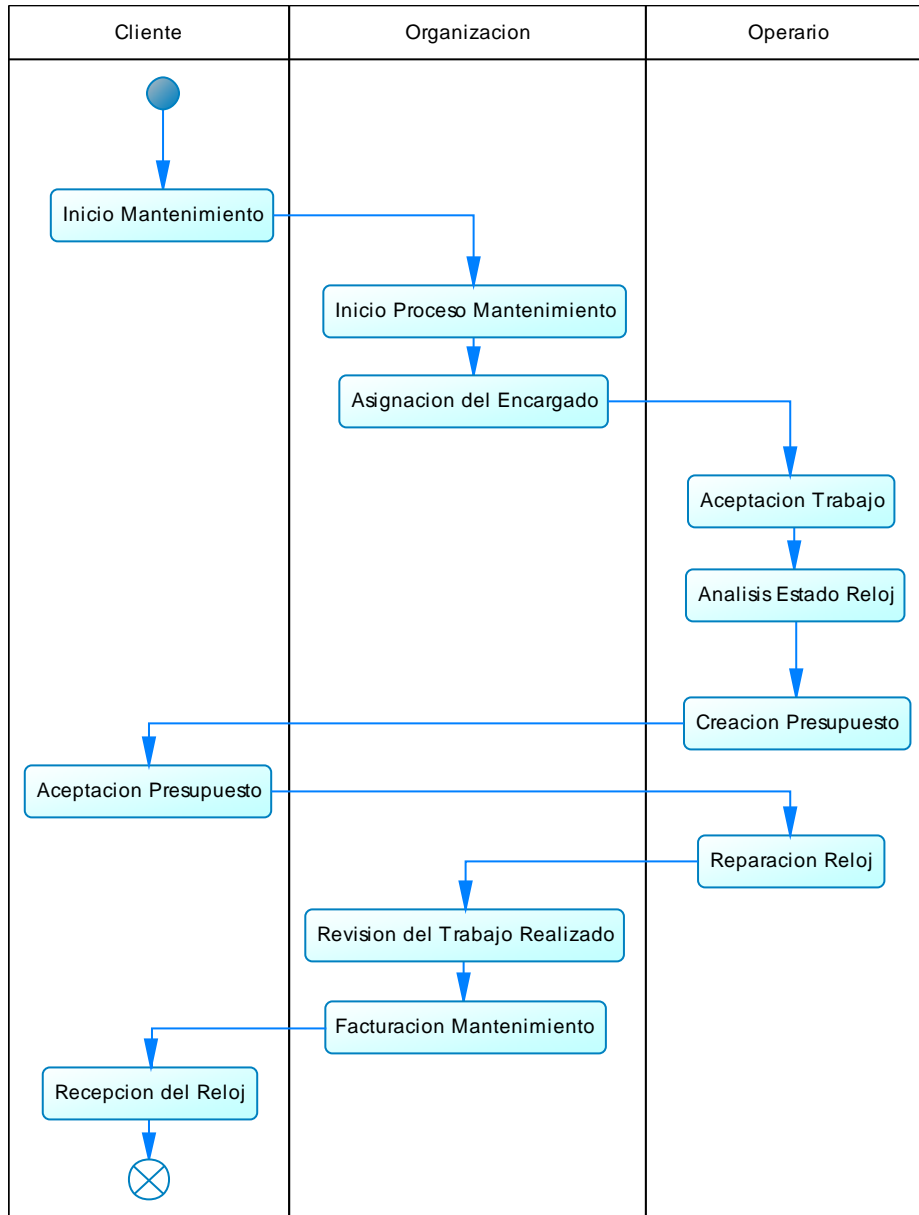 Cliente
Organizacion
Operario
Inicio Mantenimiento
Inicio Proceso Mantenimiento
Asignacion del Encargado
Aceptacion Trabajo
Analisis Estado Reloj
Creacion Presupuesto
Aceptacion Presupuesto
Reparacion Reloj
Revision del Trabajo Realizado
Facturacion Mantenimiento
Recepcion del Reloj